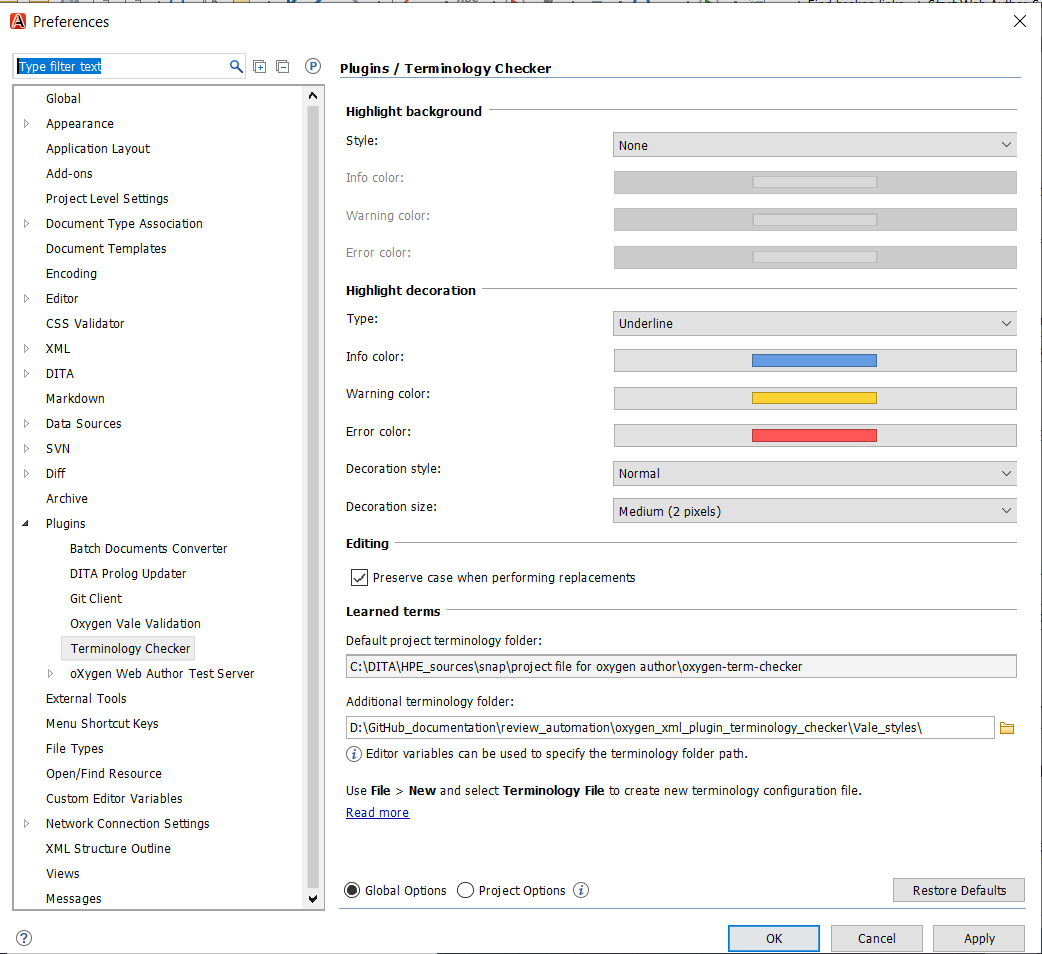 Preferences
Type filter text
P
Global
Appearance
Application Layout
Add-ons
Project Level Settings
Document Type Association
Document Templates
Encoding
Editor
CSS Validator
XML
DITA
Markdown
Data Sources
SVN
Diff
Archive
Plugins
Batch Documents Converter
DITA Prolog Updater
Git Client
Oxygen Vale Validation
Terminology Checker
oXygen Web Author Test Server
External Tools
Menu Shortcut Keys
File Types
Open/Find Resource
Custom Editor Variables
Network Connection Settings
XML Structure Outline
Views
Messages
Plugins / Terminology Checker
Highlight background
Style: None
Info color:
Warning color:
Error color:
Highlight decoration
Type: Underline
Info color:
Warning color:
Error color:
Decoration style: Normal
Decoration size: Medium (2 pixels)
Editing
Preserve case when performing replacements
Learned terms
Default project terminology folder:
C:\DITA\HPE_sources\snap\project file for oxygen author\oxygen-term-checker
Additional terminology folder:
D:\GitHub_documentation\review_automation\oxygen_xml_plugin_terminology_checker\Vale_styles\
Editor variables can be used to specify the terminology folder path.
Use File > New and select Terminology File to create new terminology configuration file.
Read more
Global Options Project Options Restore Defaults
OK Cancel Apply